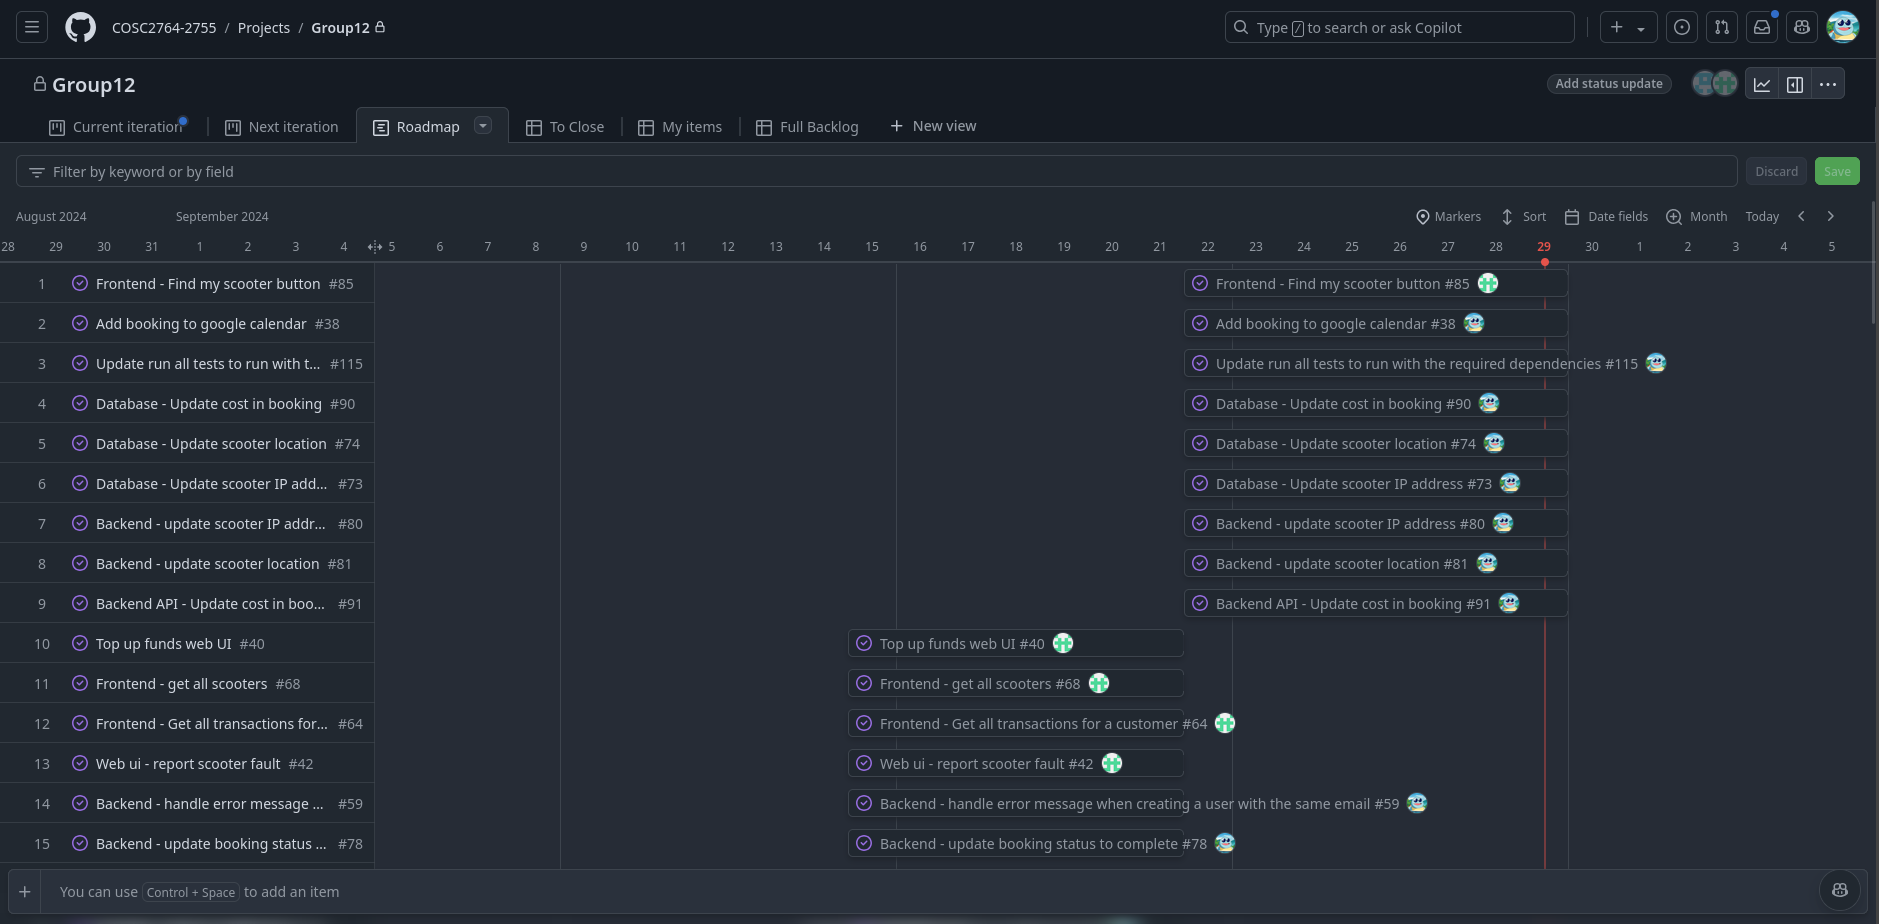 COSC2764-2755 / Projects / Group12
Type / to search or ask Copilot
Group12
Add status update
Current iteration
Next iteration
Roadmap
To Close
My items
Full Backlog
New view
Filter by keyword or by field
Discard
Save
August 2024
September 2024
Markers
Sort
Date fields
Month
Today
28 29 30 31 1 2 3 4 5 6 7 8 9 10 11 12 13 14 15 16 17 18 19 20 21 22 23 24 25 26 27 28 29 30 1 2 3 4 5
1 Frontend - Find my scooter button #85
Frontend - Find my scooter button #85
2 Add booking to google calendar #38
Add booking to google calendar #38
3 Update run all tests to run with t... #115
Update run all tests to run with the required dependencies #115
4 Database - Update cost in booking #90
Database - Update cost in booking #90
5 Database - Update scooter location #74
Database - Update scooter location #74
6 Database - Update scooter IP add... #73
Database - Update scooter IP address #73
7 Backend - update scooter IP addr... #80
Backend - update scooter IP address #80
8 Backend - update scooter location #81
Backend - update scooter location #81
9 Backend API - Update cost in boo... #91
Backend API - Update cost in booking #91
10 Top up funds web UI #40
Top up funds web UI #40
11 Frontend - get all scooters #68
Frontend - get all scooters #68
12 Frontend - Get all transactions for... #64
Frontend - Get all transactions for a customer #64
13 Web ui - report scooter fault #42
Web ui - report scooter fault #42
14 Backend - handle error message ... #59
Backend - handle error message when creating a user with the same email #59
15 Backend - update booking status ... #78
Backend - update booking status to complete #78
You can use Control + Space to add an item